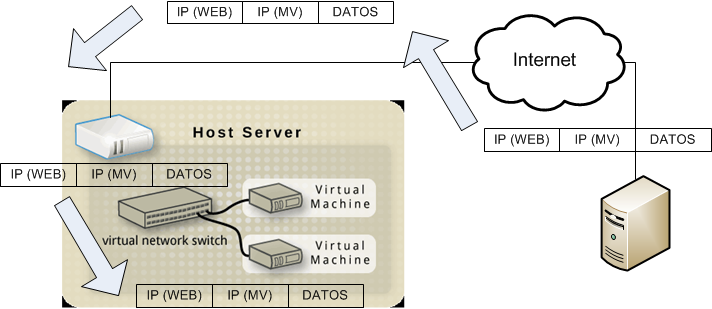 IP (WEB) IP (MV) DATOS
Internet
Host Server
IP (WEB) IP (MV) DATOS
IP (WEB) IP (MV) DATOS
Virtual
Machine
virtual network switch
Virtual
Machine
IP (WEB) IP (MV) DATOS